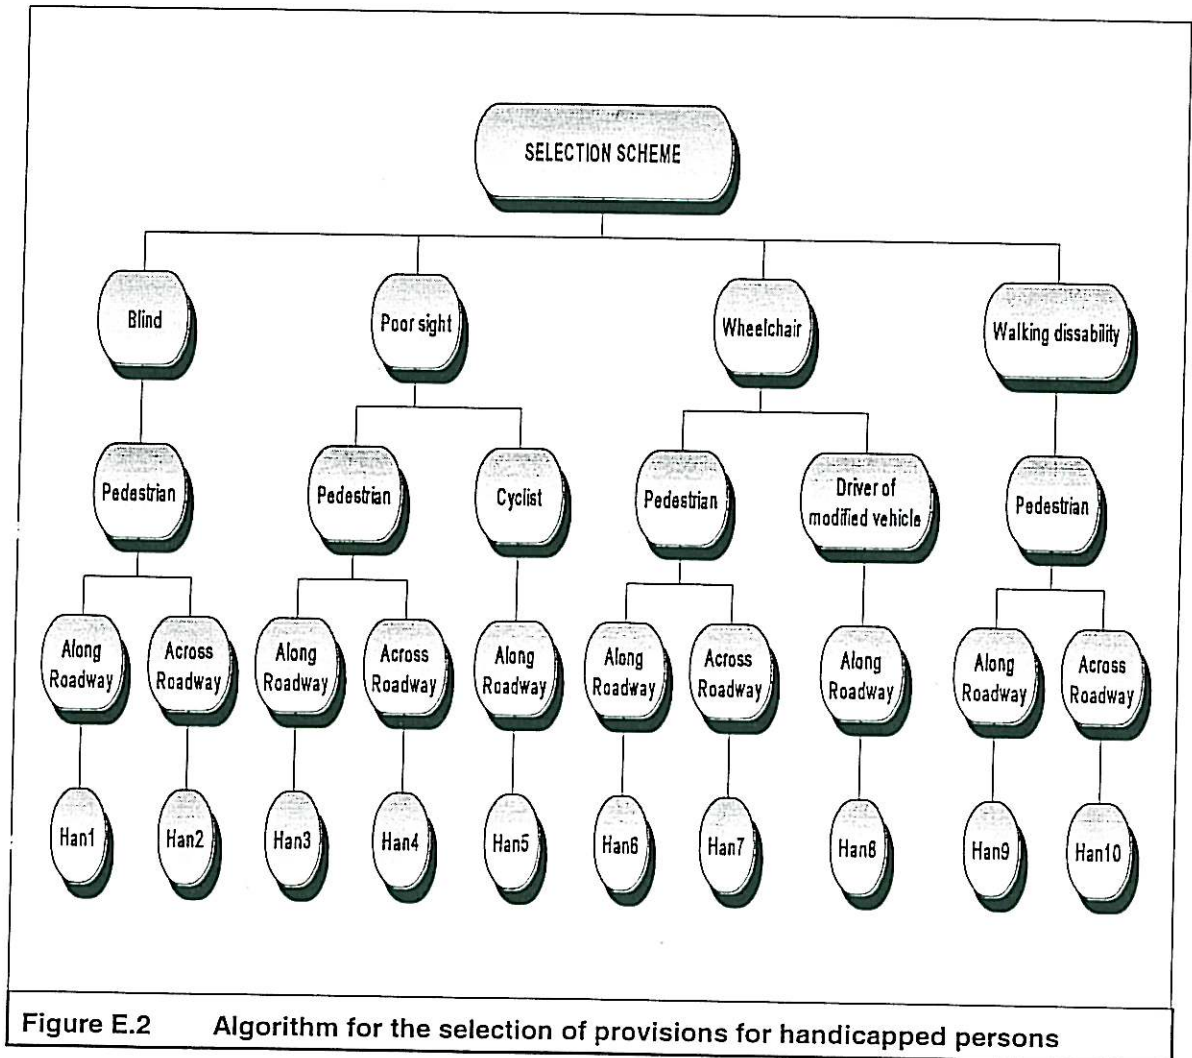 SELECTION SCHEME
Blind
Poor sight
Wheelchair
Walking dissability
Pedestrian
Pedestrian
Cyclist
Pedestrian
Driver of
modified vehicle
Pedestrian
Along
Roadway
Across
Roadway
Along
Roadway
Across
Roadway
Along
Roadway
Along
Roadway
Across
Roadway
Along
Roadway
Along
Roadway
Across
Roadway
Han1
Han2
Han3
Han4
Han5
Han6
Han7
Han8
Han9
Han10
Figure E.2 Algorithm for the selection of provisions for handicapped persons